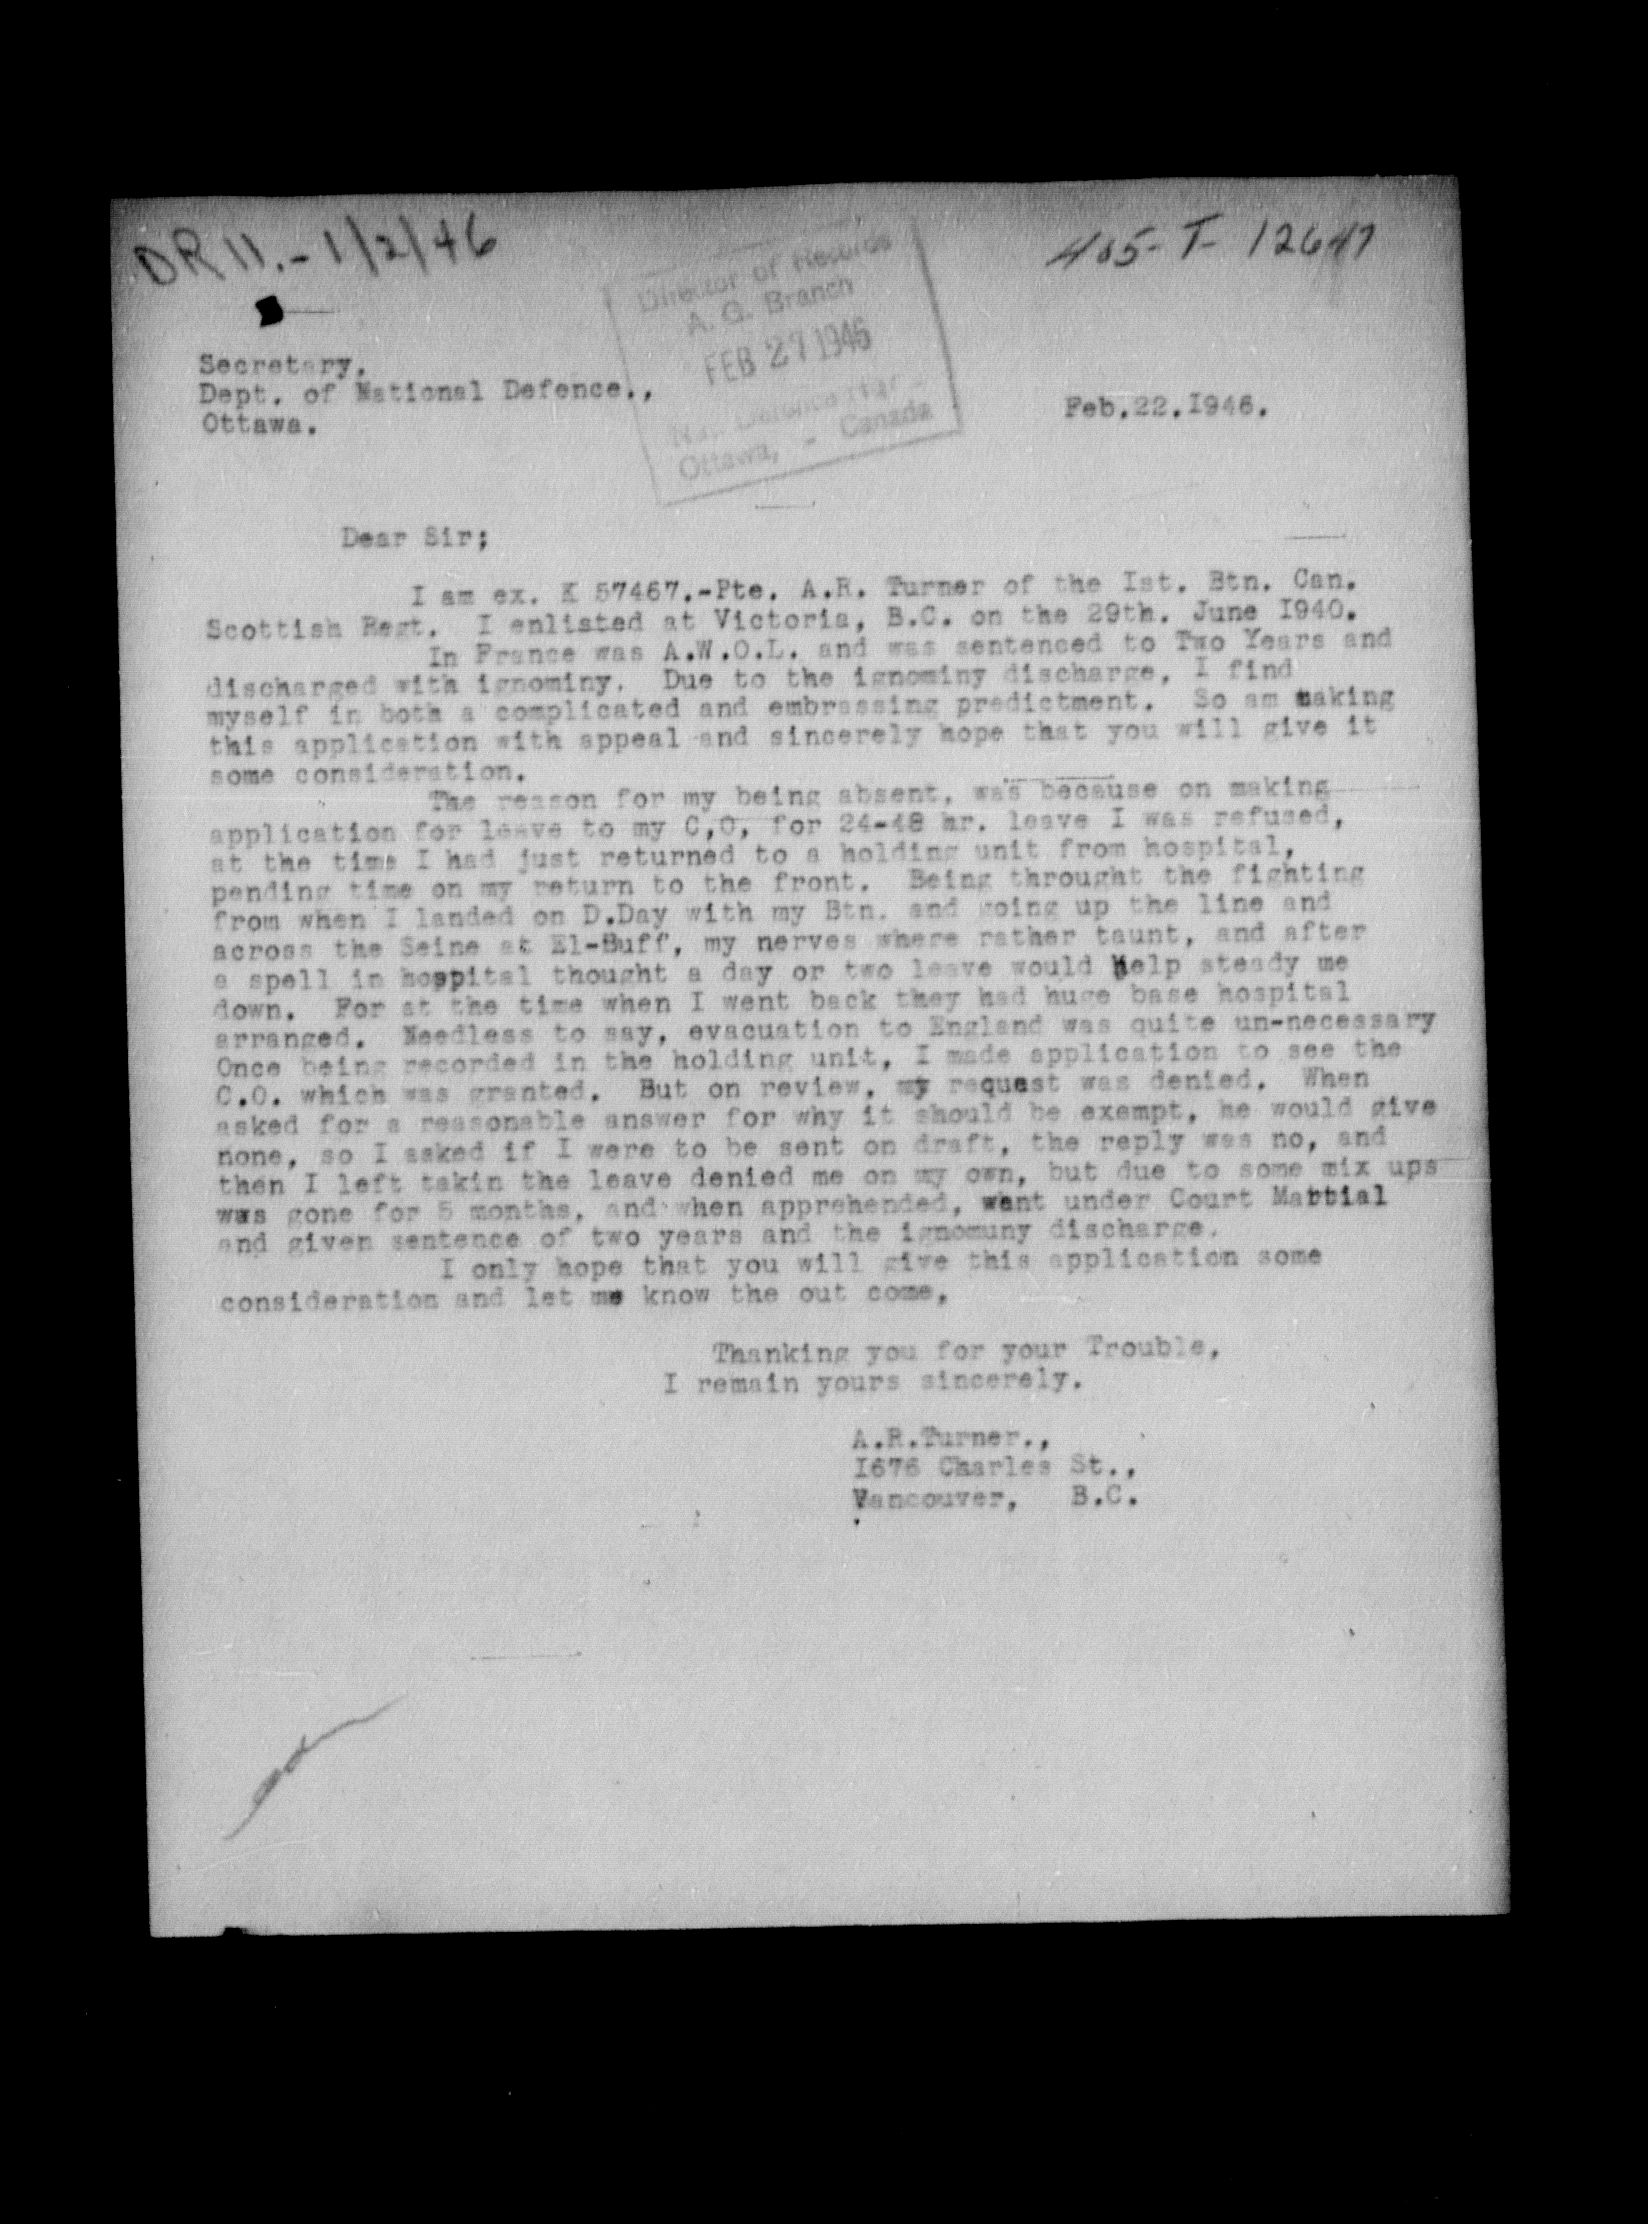 DR 11.- 1/2/46
405-T-12647
Director of Records
A. G. Branch
FEB 27 1946
Nat. Defence
Ottawa, - Canada
Secretary.
Dept. of National Defence.,
Ottawa.
Feb.22.I946.
Dear Sir;
I am ex. K 57467.-Pte. A.R. Turner of the Ist. Btn. Can.
Scottish Regt. I enlisted at Victoria, B.C. on the 29th. June I940.
In France was A.W.O.L. and was sentenced to Two Years and
discharged with ignominy. Due to the ignominy discharge, I find
myself in both a complicated and embrassing predictment. So am making
this application with appeal and sincerely hope that you will give it
some consideration.
The reason for my being absent, was because on making
application for leave to my C,O, for 24-48 hr. leave I was refused,
at the time I had just returned to a holding unit from hospital,
pending time on my return to the front. Being throught the fighting
from when I landed on D.Day with my Btn. and going up the line and
across the Seine at El-Buff, my nerves where rather taunt, and after
a spell in hospital thought a day or two leave would help steady me
down. For at the time when I went back they had huge base hospital
arranged. Needless to say, evacuation to England was quite un-necessary
Once being recorded in the holding unit, I made application to see the
C.O. which was granted. But on review, my request was denied. When
asked for a reasonable answer for why it should be exempt, he would give
none, so I asked if I were to be sent on draft, the reply was no, and
then I left takin the leave denied me on my own, but due to some mix ups
was gone for 5 months, and when apprehended, went under Court Martial
and given sentence of two years and the ignomuny discharge.
I only hope that you will give this application some
consideration and let me know the out come,
Thanking you for your Trouble,
I remain yours sincerely.
A.R.Turner.,
I676 Charles St.,
Vancouver, B.C.